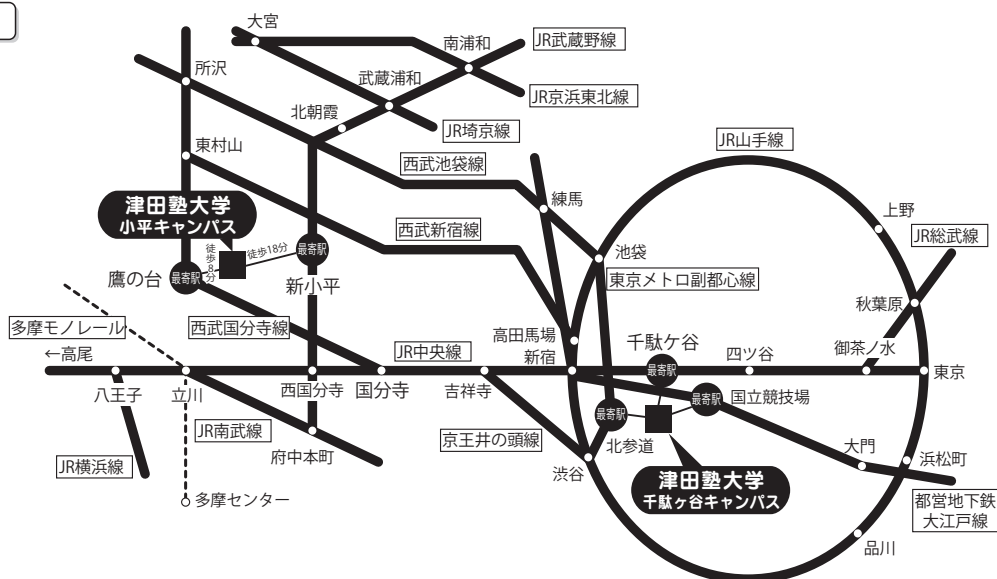 大宮
南浦和
JR武蔵野線
所沢
武蔵浦和
JR京浜東北線
北朝霞
JR埼京線
JR山手線
東村山
西武池袋線
津田塾大学
小平キャンパス
練馬
上野
西武新宿線
JR総武線
徒歩18分
徒歩8分
最寄駅
池袋
鷹の台
最寄駅
新小平
東京メトロ副都心線
秋葉原
多摩モノレール
西武国分寺線
高田馬場
千駄ケ谷
御茶ノ水
←高尾
JR中央線
新宿
最寄駅
四ツ谷
東京
八王子
立川
西国分寺
国分寺
吉祥寺
最寄駅
国立競技場
最寄駅
JR南武線
京王井の頭線
北参道
大門
浜松町
JR横浜線
府中本町
渋谷
津田塾大学
千駄ヶ谷キャンパス
多摩センター
都営地下鉄
大江戸線
品川